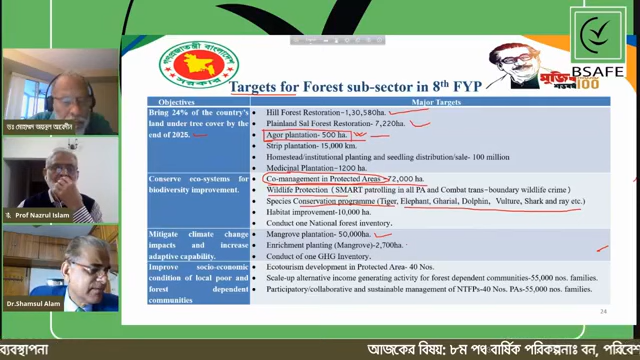 Targets for Forest sub-sector in 8th FYP
BSAFE
100
Objectives
Major Targets
Bring 24% of the country's
land under tree cover by the
end of 2025.
Hill Forest Restoration-1,30,580ha.
Plainland Sal Forest Restoration-7,220ha.
Agor plantation- 500 ha.
Strip plantation- 15,000 km.
Homestead/institutional planting and seedling distribution/sale- 100 million
Medicinal Plantation-1200 ha.
Conserve eco-systems for
biodiversity improvement.
Co-management in Protected Areas -72,000 ha.
Wildlife Protection (SMART patrolling in all PA and Combat trans-boundary wildlife crime)
Species Conservation programme (Tiger, Elephant, Gharial, Dolphin, Vulture, Shark and ray etc.)
Habitat improvement-10,000 ha.
Conduct one National forest inventory.
Mitigate climate change
impacts and increase
adaptive capability.
Mangrove plantation- 50,000ha.
Enrichment planting (Mangrove)-2,700ha.
Conduct of one GHG Inventory.
Improve socio-economic
condition of local poor and
forest dependent
communities
Ecotourism development in Protected Area- 40 Nos.
Scale-up alternative income generating activity for forest dependent communities-55,000 nos. families.
Participatory/collaborative and sustainable management of NTFPs-40 Nos. PAs-55,000 nos. families.
24
Prof Nazrul Islam
Dr.Shamsul Alam
ব্যবস্থাপনা
আজকের বিষয়: ৮ম পঞ্চ বার্ষিক পরিকল্পনাঃ বন, পরিবেশ